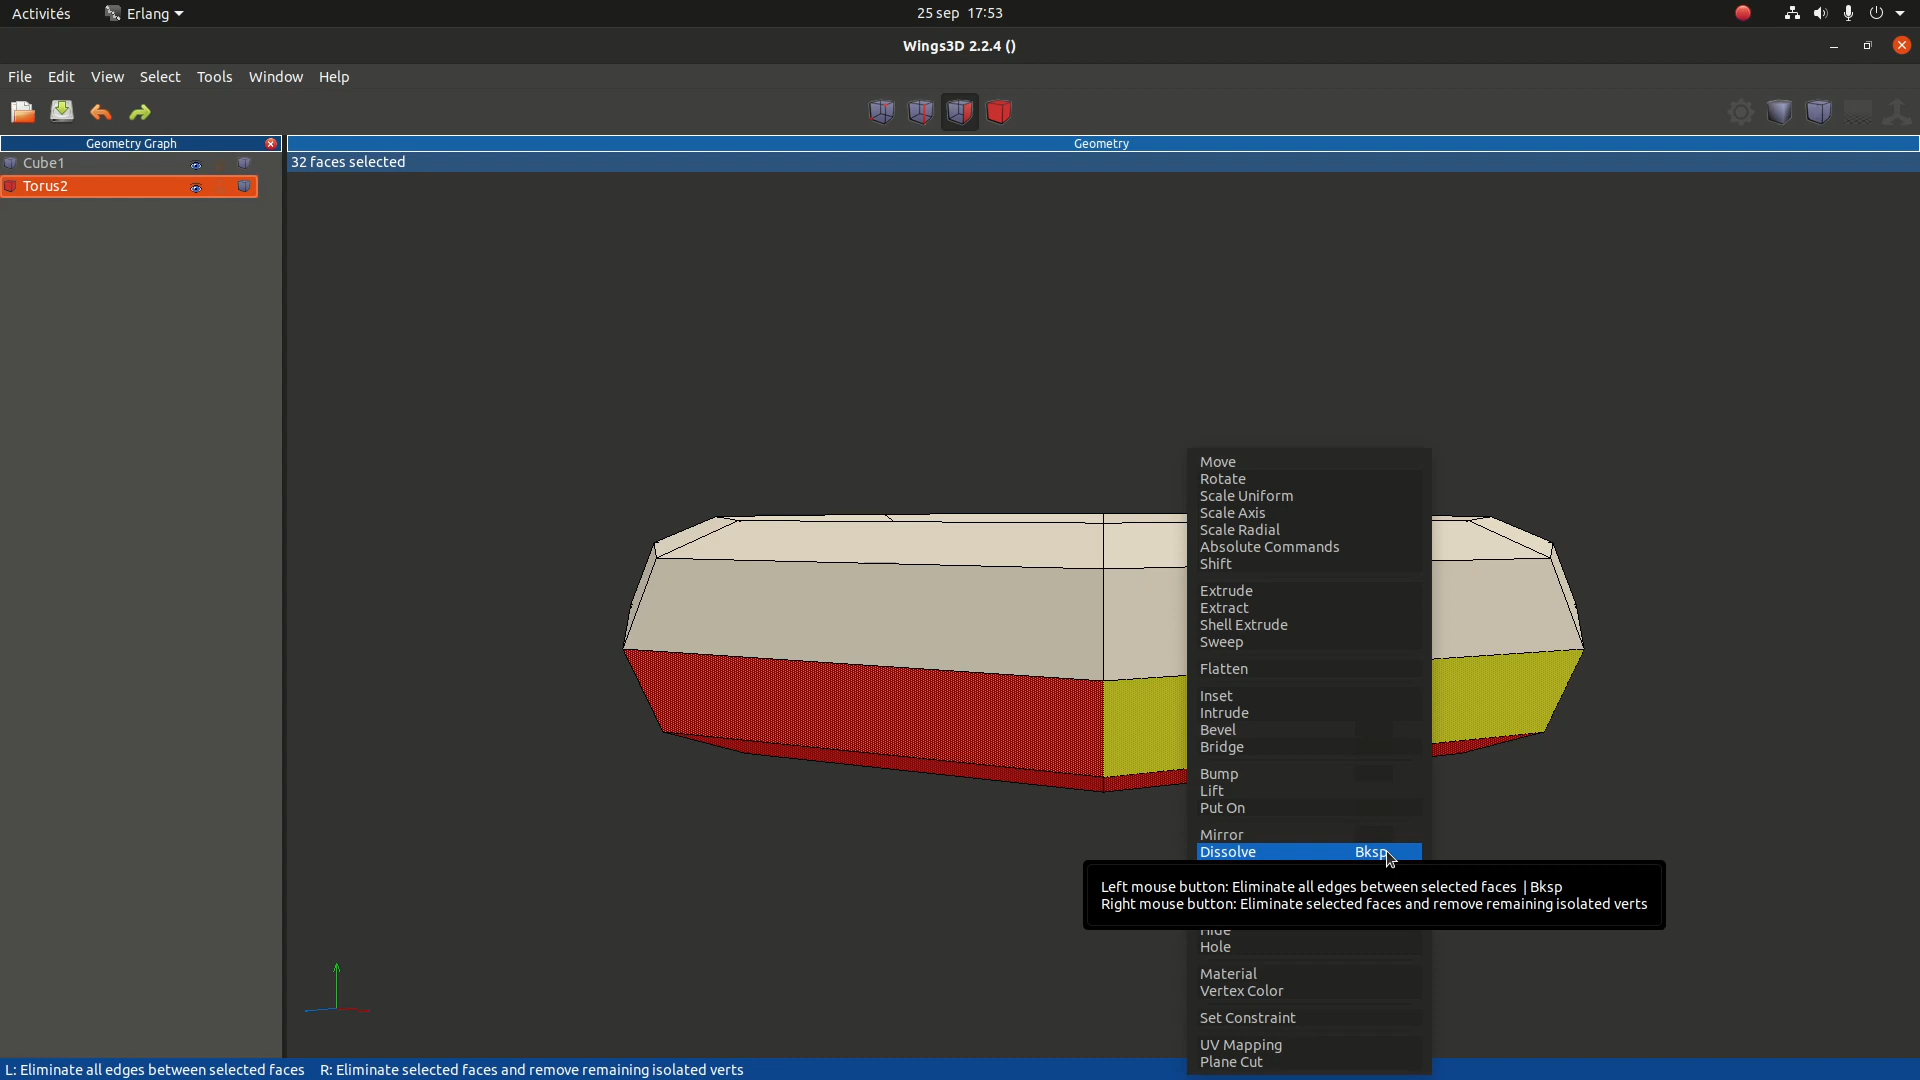 Activités
Erlang
25 sep 17:53
Wings3D 2.2.4 ()
File Edit View Select Tools Window Help
Geometry Graph
Geometry
Cube1
Torus2
32 faces selected
Move
Rotate
Scale Uniform
Scale Axis
Scale Radial
Absolute Commands
Shift
Extrude
Extract
Shell Extrude
Sweep
Flatten
Inset
Intrude
Bevel
Bridge
Bump
Lift
Put On
Mirror
Dissolve Bksp
Left mouse button: Eliminate all edges between selected faces | Bksp
Right mouse button: Eliminate selected faces and remove remaining isolated verts
Hide
Hole
Material
Vertex Color
Set Constraint
UV Mapping
Plane Cut
L: Eliminate all edges between selected faces R: Eliminate selected faces and remove remaining isolated verts